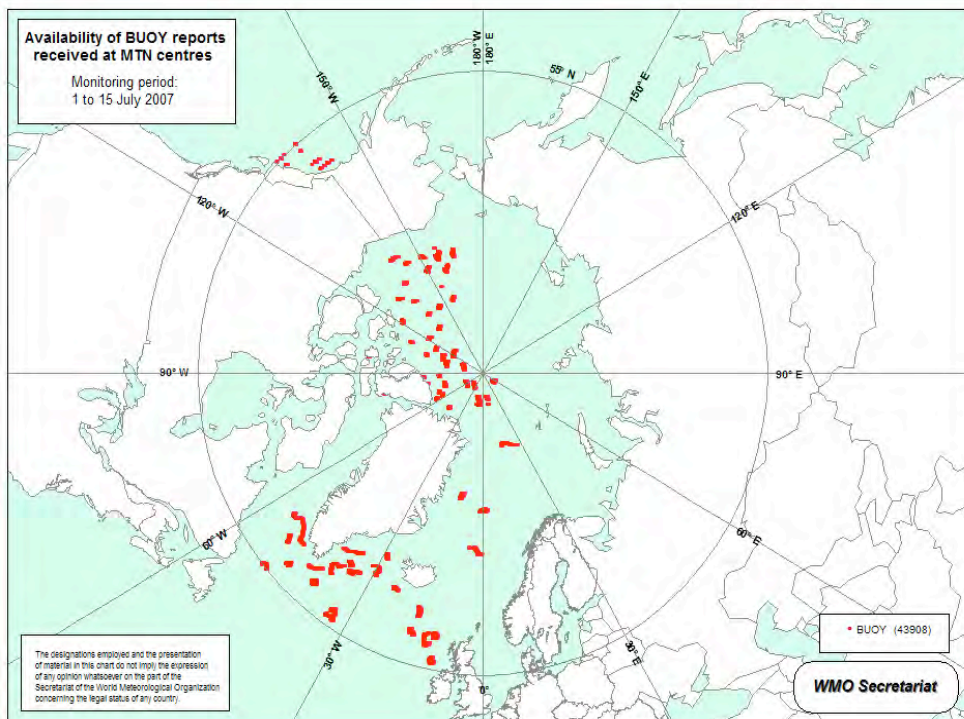 Availability of BUOY reports
received at MTN centres
Monitoring period:
1 to 15 July 2007
180° W
180° E
55° N
150° W
150° E
120° W
120° E
90° W
90° E
60° W
60° E
30° W
0°
30° E
BUOY (43908)
The designations employed and the presentation
of material in this chart do not imply the expression
of any opinion whatsoever on the part of the
Secretariat of the World Meteorological Organization
concerning the legal status of any country.
WMO Secretariat